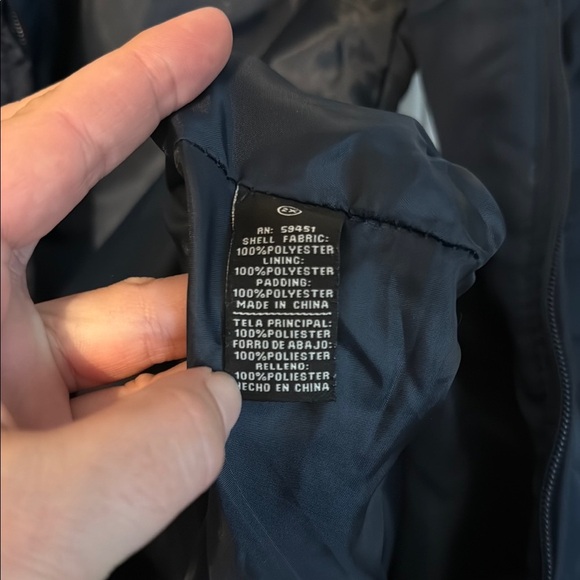 2X
RN: 59451
SHELL FABRIC:
100%POLYESTER
LINING:
100%POLYESTER
PADDING:
100%POLYESTER
MADE IN CHINA
TELA PRINCIPAL:
100%POLIESTER
FORRO DE ABAJO:
100%POLIESTER
RELLENO:
100%POLIESTER
HECHO EN CHINA